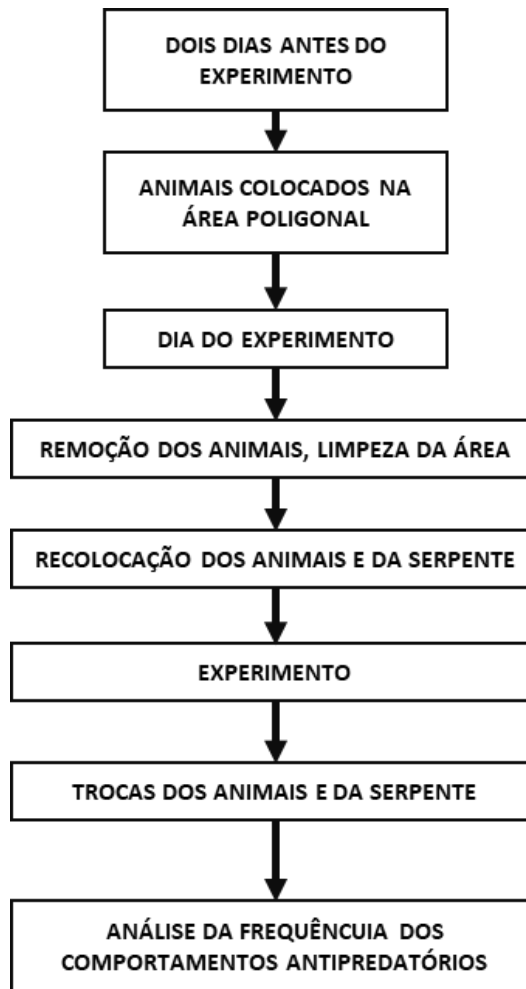 DOIS DIAS ANTES DO
EXPERIMENTO
ANIMAIS COLOCADOS NA
ÁREA POLIGONAL
DIA DO EXPERIMENTO
REMOÇÃO DOS ANIMAIS, LIMPEZA DA ÁREA
RECOLOCAÇÃO DOS ANIMAIS E DA SERPENTE
EXPERIMENTO
TROCAS DOS ANIMAIS E DA SERPENTE
ANÁLISE DA FREQUÊNCUIA DOS
COMPORTAMENTOS ANTIPREDATÓRIOS